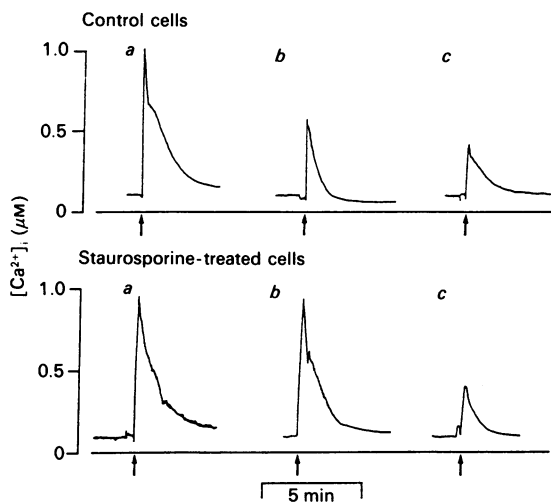 Control cells
a b c
1.0
0.5
0
[Ca2+]i (μM)
Staurosporine-treated cells
a b c
1.0
0.5
0
5 min